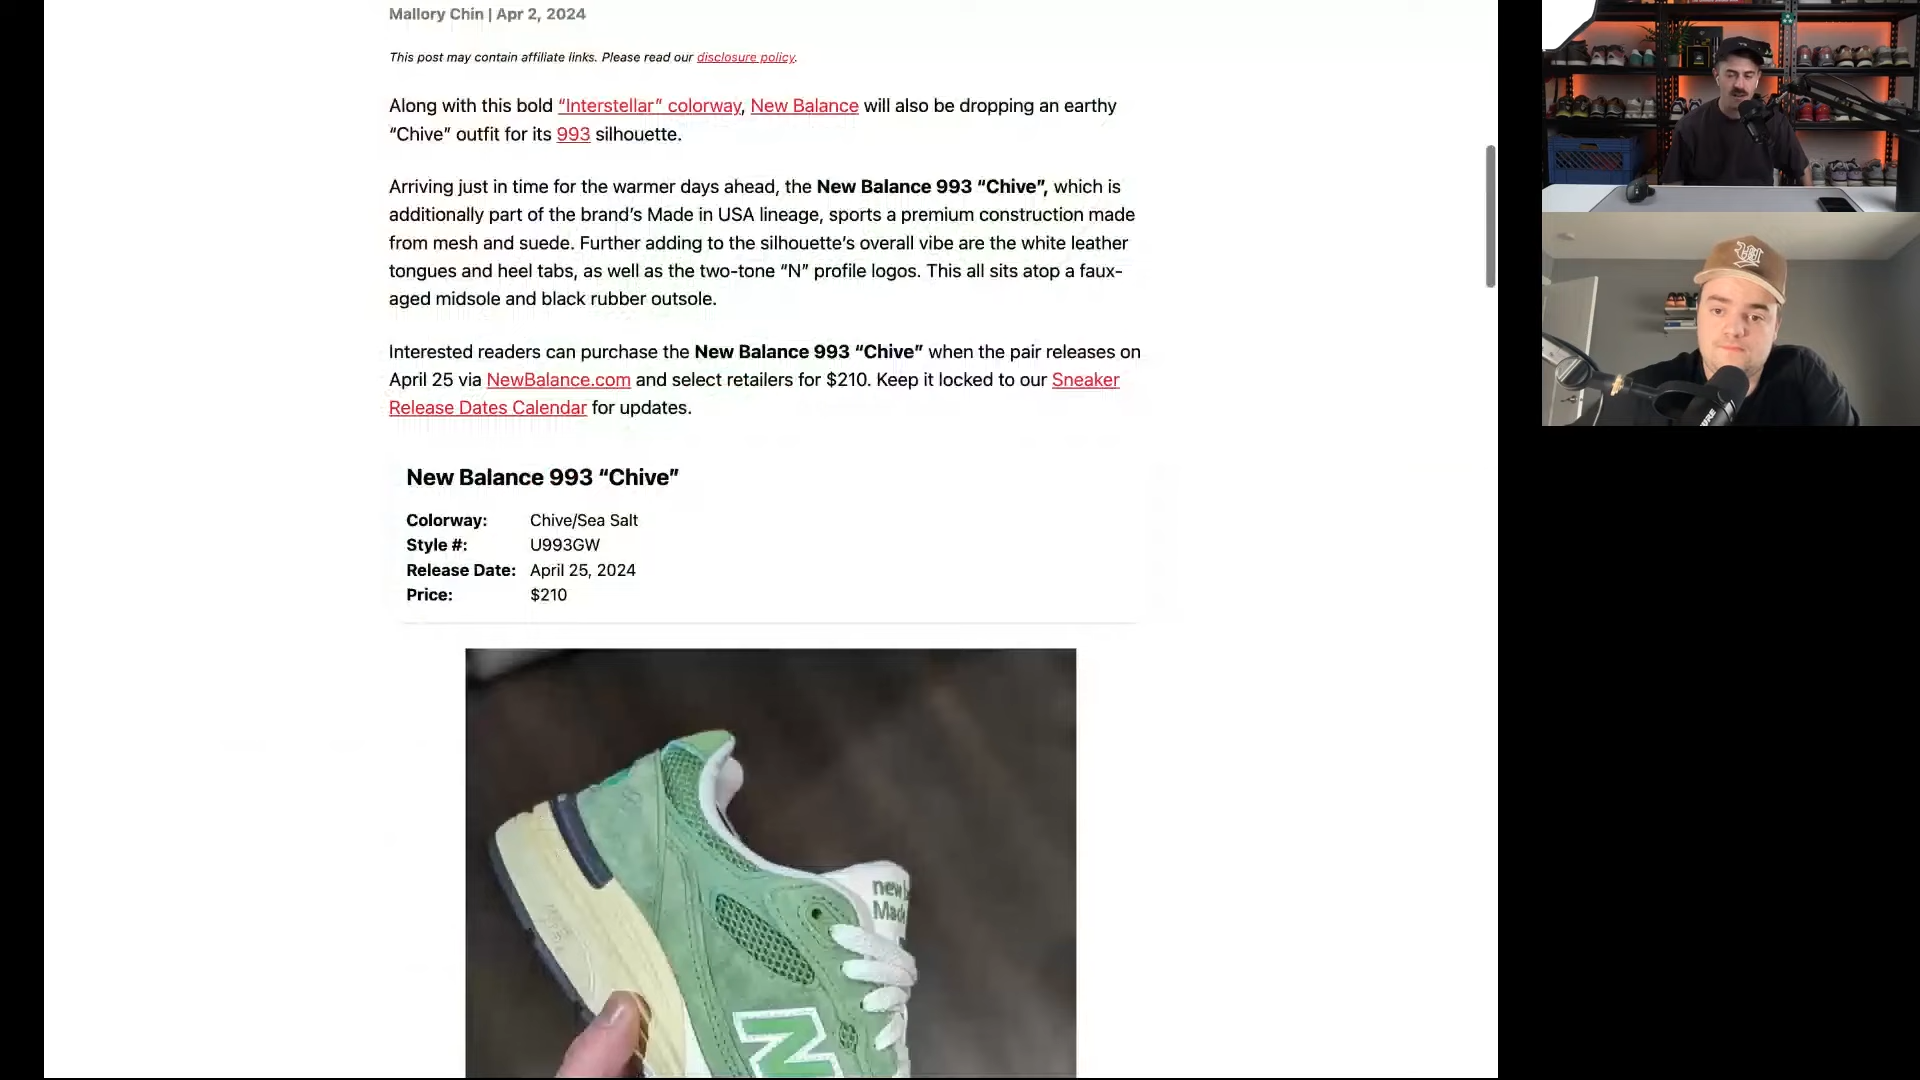 Mallory Chin | Apr 2, 2024
This post may contain affiliate links. Please read our disclosure policy.
Along with this bold “Interstellar” colorway, New Balance will also be dropping an earthy
“Chive” outfit for its 993 silhouette.
Arriving just in time for the warmer days ahead, the New Balance 993 “Chive”, which is
additionally part of the brand’s Made in USA lineage, sports a premium construction made
from mesh and suede. Further adding to the silhouette’s overall vibe are the white leather
tongues and heel tabs, as well as the two-tone “N” profile logos. This all sits atop a faux-
aged midsole and black rubber outsole.
Interested readers can purchase the New Balance 993 “Chive” when the pair releases on
April 25 via NewBalance.com and select retailers for $210. Keep it locked to our Sneaker
Release Dates Calendar for updates.
New Balance 993 “Chive”
Colorway: Chive/Sea Salt
Style #: U993GW
Release Date: April 25, 2024
Price: $210
new
Made
N